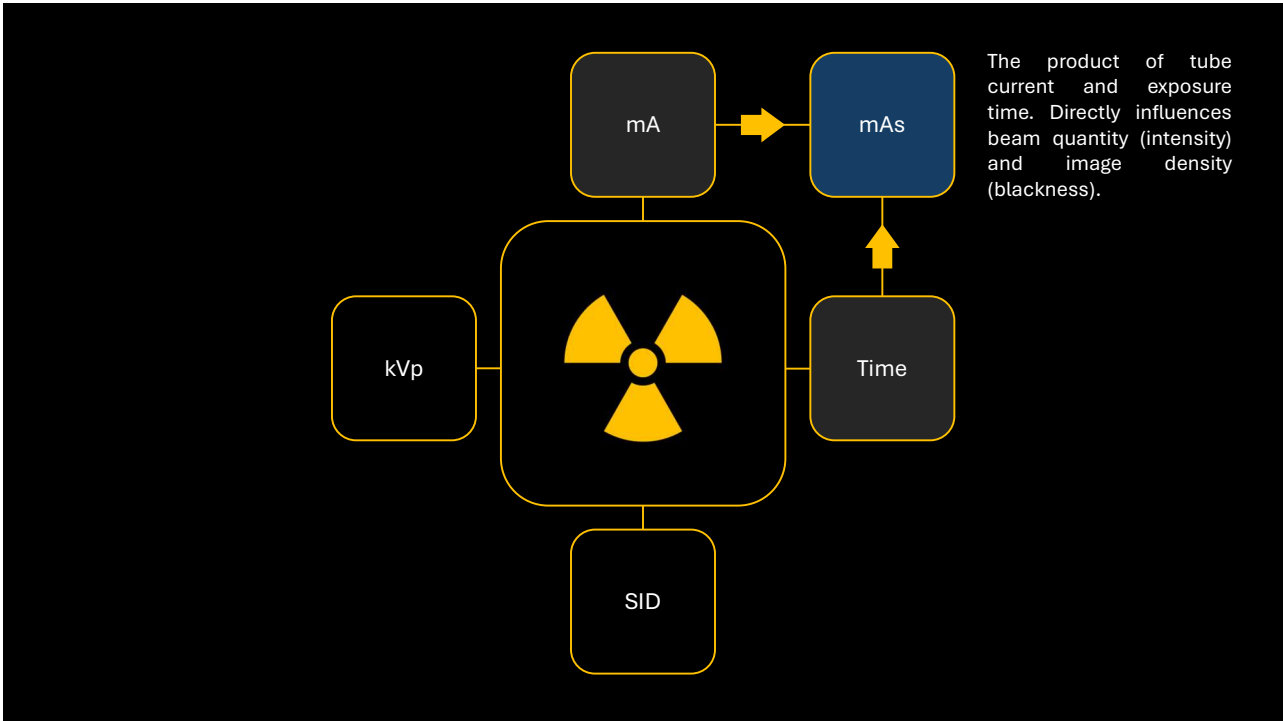 mA
mAs
The product of tube
current and exposure
time. Directly influences
beam quantity (intensity)
and image density
(blackness).
kVp
Time
SID